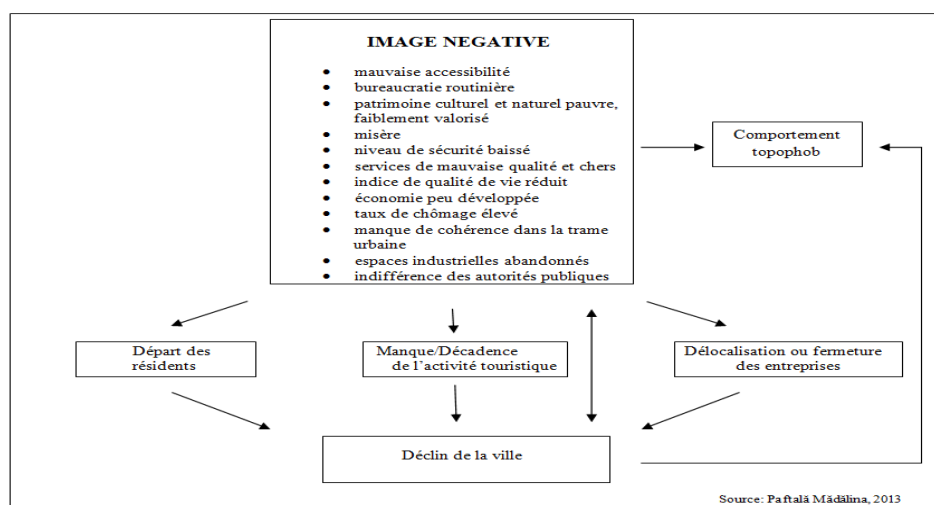 IMAGE NEGATIVE
• mauvaise accessibilité
• bureaucratie routinière
• patrimoine culturel et naturel pauvre,
faiblement valorisé
• misère
• niveau de sécurité baissé
• services de mauvaise qualité et chers
• indice de qualité de vie réduit
• économie peu développée
• taux de chômage élevé
• manque de cohérence dans la trame
urbaine
• espaces industrielles abandonnés
• indifférence des autorités publiques
Comportement
topophob
Départ des
résidents
Manque/Décadence
de l’activité touristique
Délocalisation ou fermeture
des entreprises
Déclin de la ville
Source: Paftală Mădălina, 2013